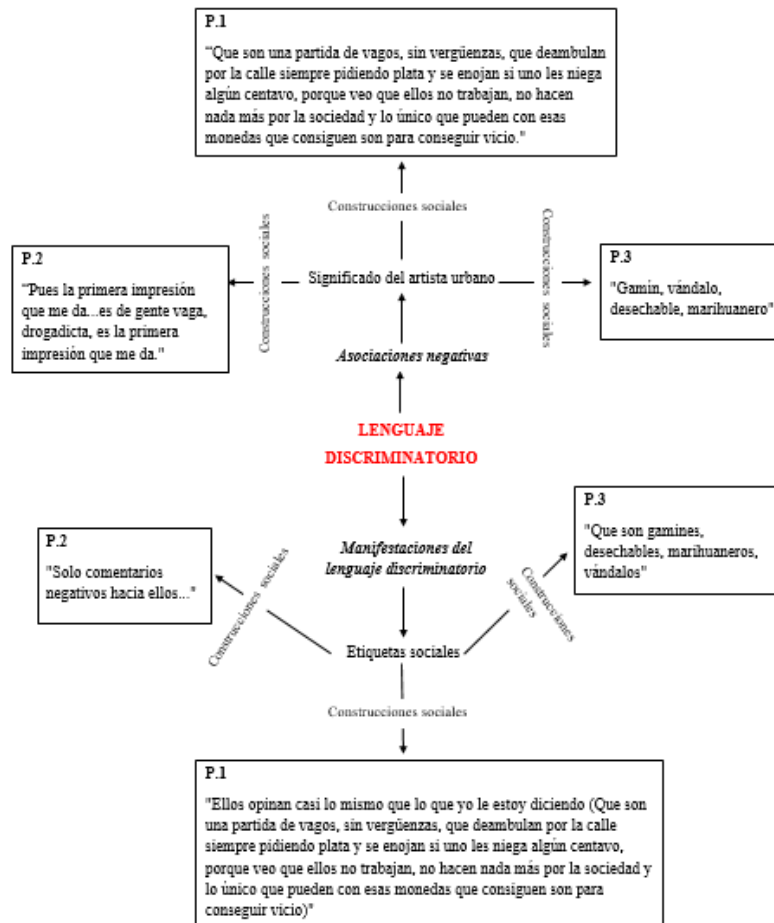 P.1
"Que son una partida de vagos, sin vergüenzas, que deambulan
por la calle siempre pidiendo plata y se enojan si uno les niega
algún centavo, porque veo que ellos no trabajan, no hacen
nada más por la sociedad y lo único que pueden con esas
monedas que consiguen son para conseguir vicio."
Construcciones sociales
Construcciones sociales
Construcciones sociales
P.2
"Pues la primera impresión
que me da...es de gente vaga,
drogadicta, es la primera
impresión que me da."
Significado del artista urbano
P.3
"Gamín, vándalo,
desechable, marihuanero"
Asociaciones negativas
LENGUAJE
DISCRIMINATORIO
Manifestaciones del
lenguaje discriminatorio
P.2
"Solo comentarios
negativos hacia ellos..."
P.3
"Que son gamines,
desechables, marihuaneros,
vándalos"
Construcciones sociales
Construcciones
sociales
Etiquetas sociales
Construcciones sociales
P.1
"Ellos opinan casi lo mismo que lo que yo le estoy diciendo (Que son
una partida de vagos, sin vergüenzas, que deambulan por la calle
siempre pidiendo plata y se enojan si uno les niega algún centavo,
porque veo que ellos no trabajan, no hacen nada más por la sociedad y
lo único que pueden con esas monedas que consiguen son para
conseguir vicio)"